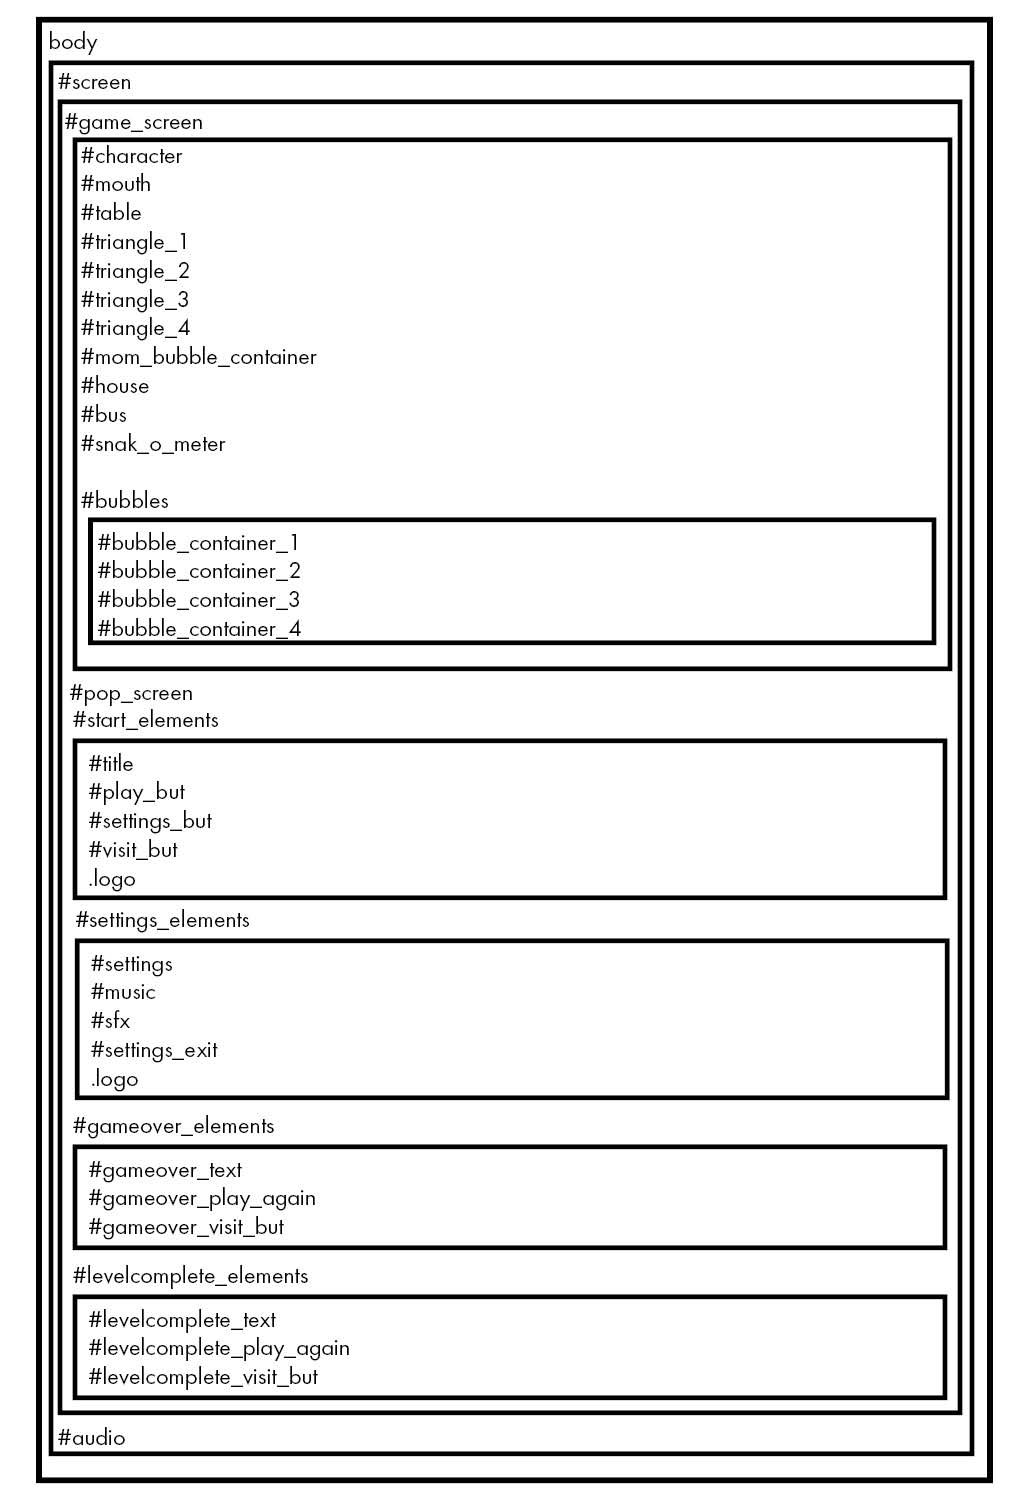 body
#screen
#game_screen
#character
#mouth
#table
#triangle_1
#triangle_2
#triangle_3
#triangle_4
#mom_bubble_container
#house
#bus
#snak_o_meter
#bubbles
#bubble_container_1
#bubble_container_2
#bubble_container_3
#bubble_container_4
#pop_screen
#start_elements
#title
#play_but
#settings_but
#visit_but
.logo
#settings_elements
#settings
#music
#sfx
#settings_exit
.logo
#gameover_elements
#gameover_text
#gameover_play_again
#gameover_visit_but
#levelcomplete_elements
#levelcomplete_text
#levelcomplete_play_again
#levelcomplete_visit_but
#audio